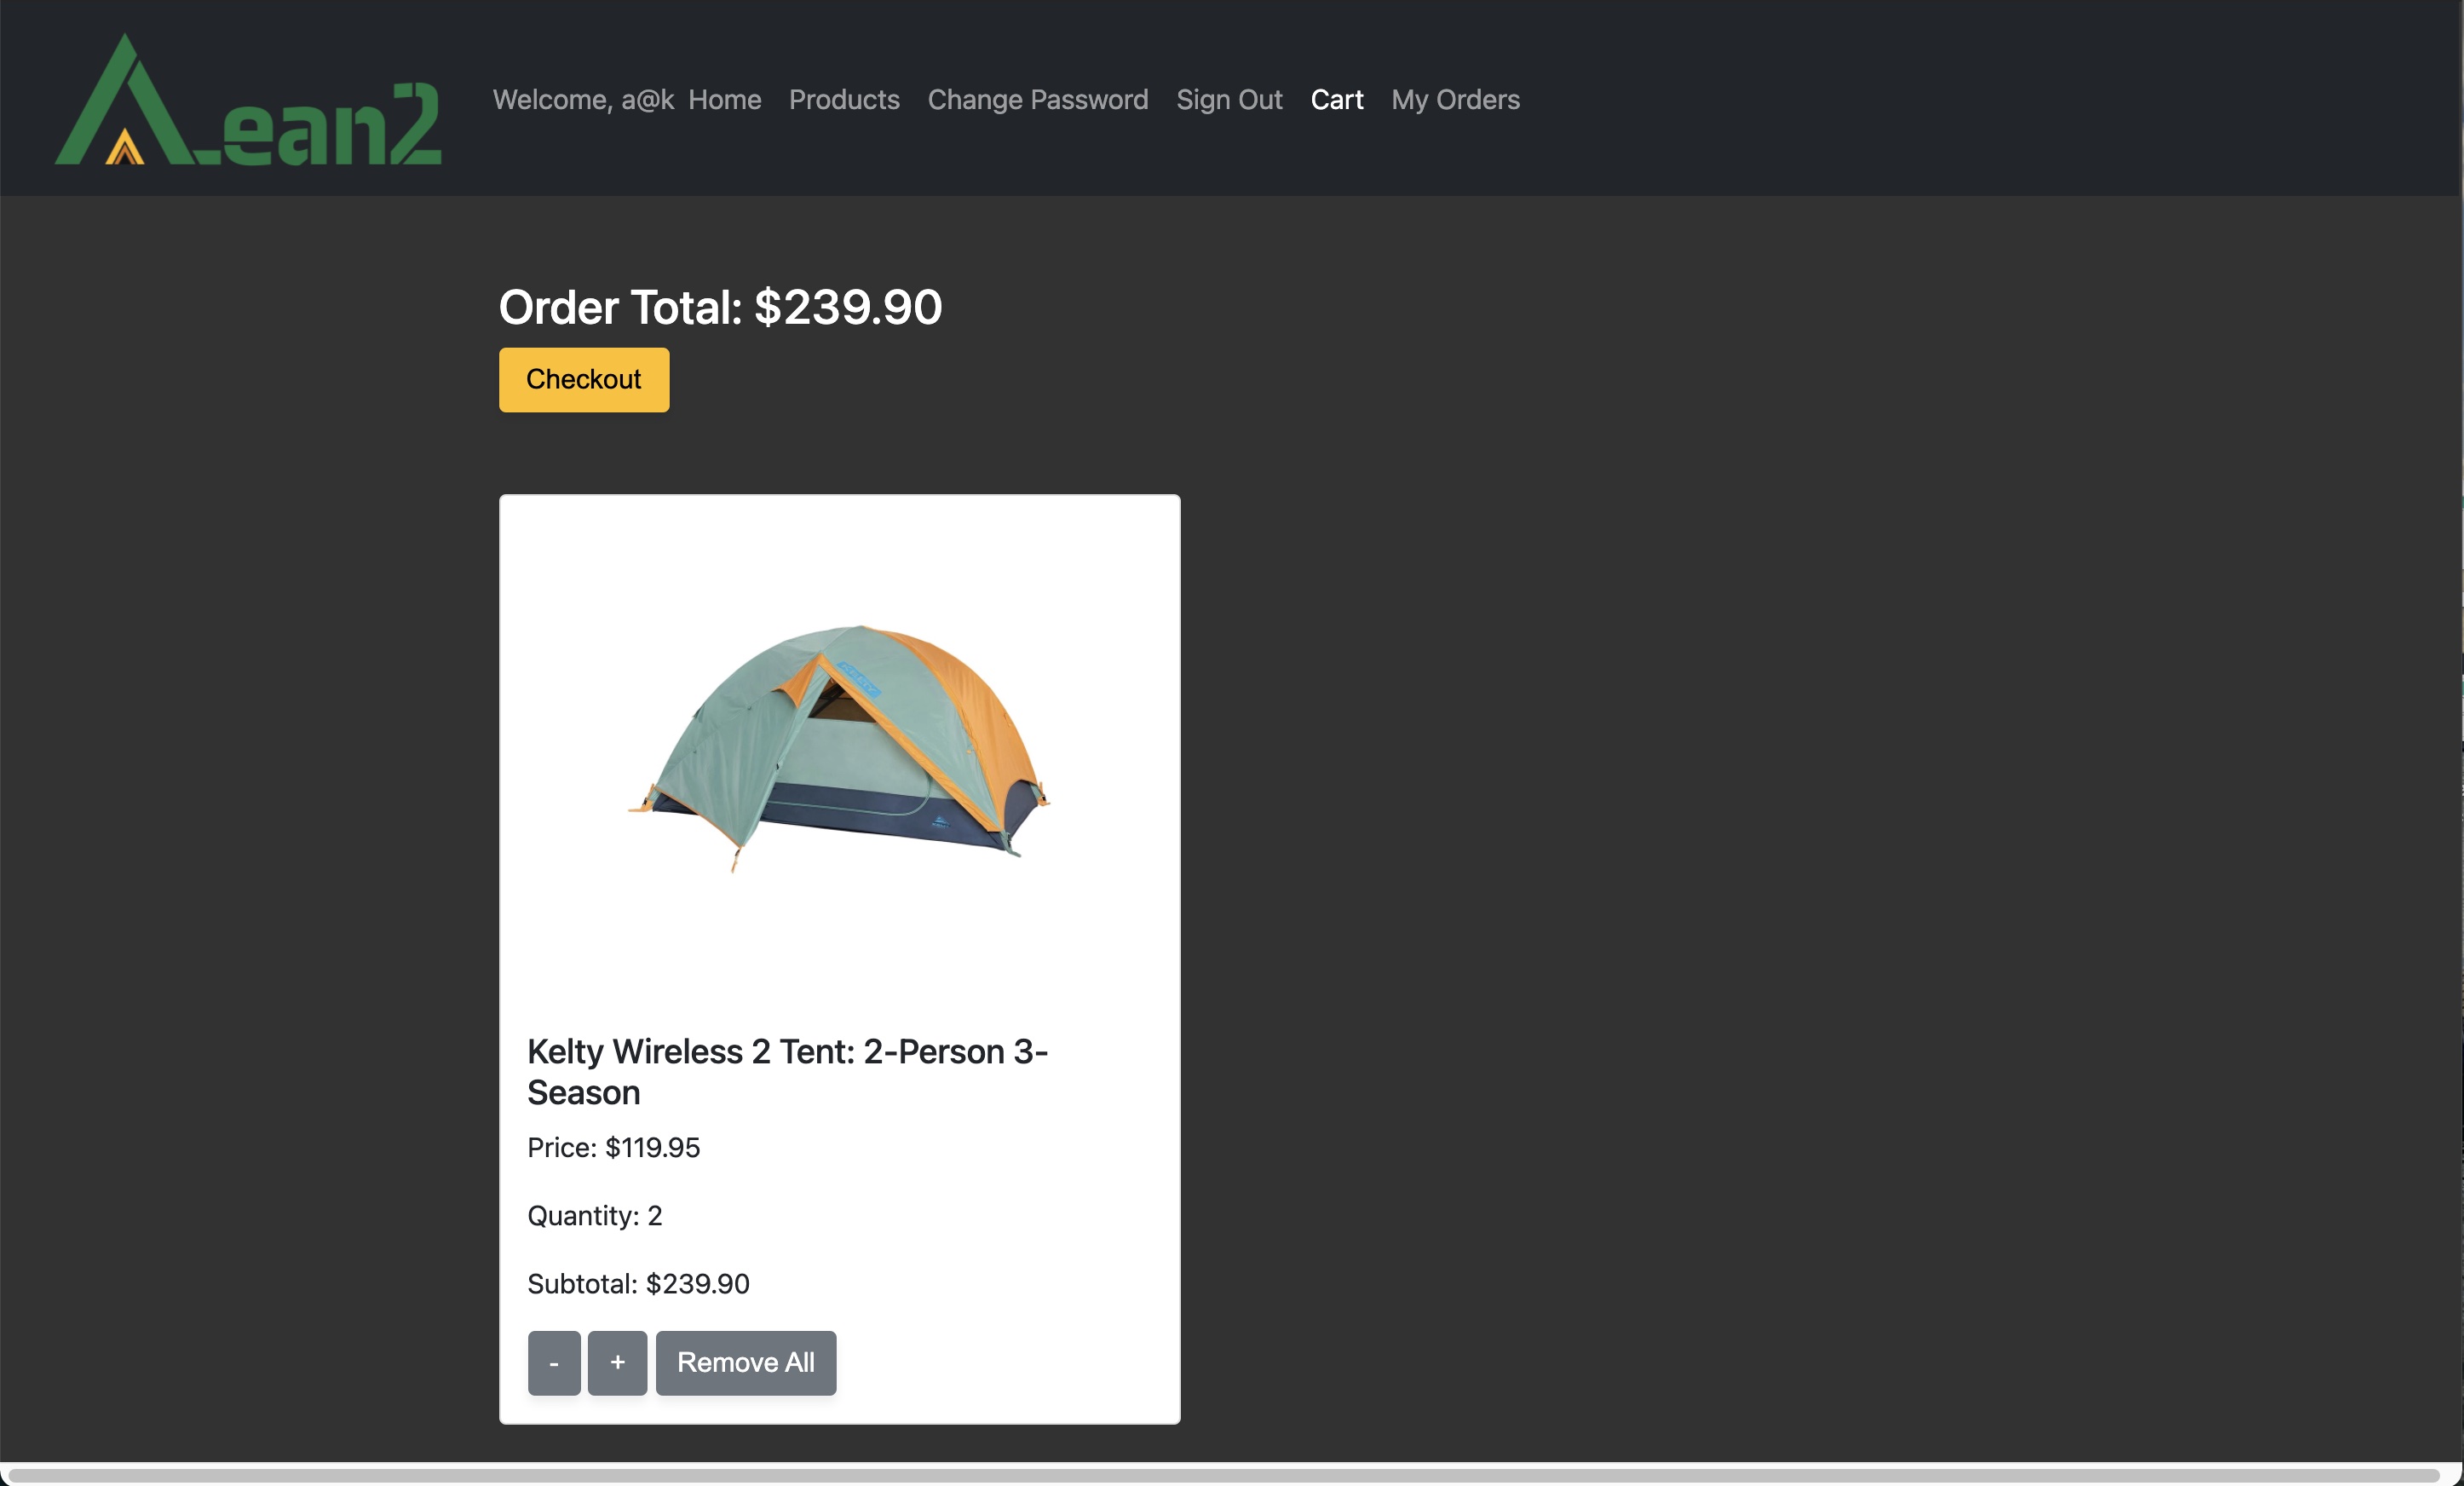 Lean2
Welcome, a@k Home Products Change Password Sign Out Cart My Orders
Order Total: $239.90
Checkout
Kelty Wireless 2 Tent: 2-Person 3-
Season
Price: $119.95
Quantity: 2
Subtotal: $239.90
- + Remove All